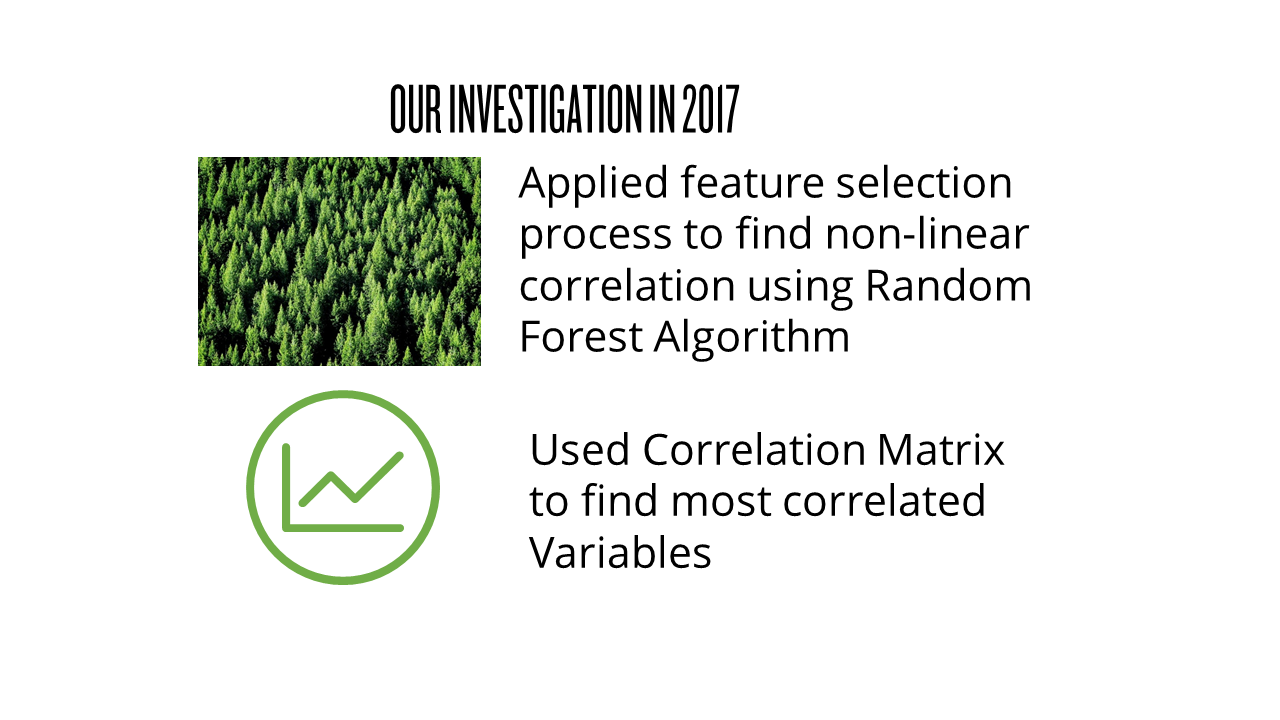 OUR INVESTIGATION IN 2017
Applied feature selection
process to find non-linear
correlation using Random
Forest Algorithm
Used Correlation Matrix
to find most correlated
Variables